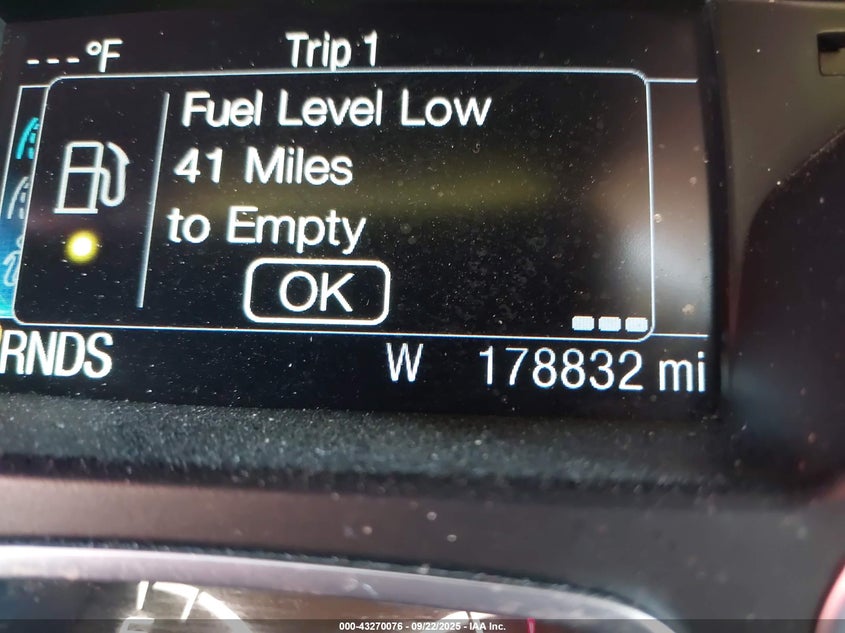 ---°F Trip 1
Fuel Level Low
41 Miles
to Empty
OK
RNDS W 178832 mi
000-43270076 - 09/22/2025 - IAA Inc.